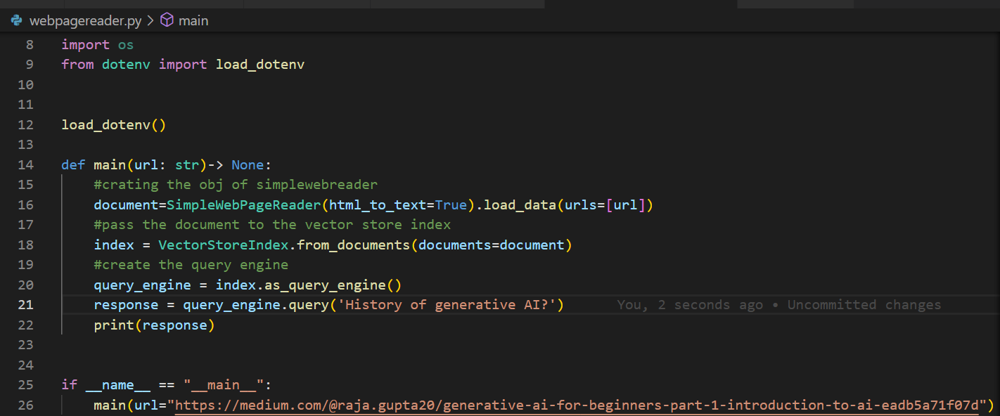 webpagereader.py > main
8 import os
9 from dotenv import load_dotenv
10
11
12 load_dotenv()
13
14 def main(url: str)-> None:
15     #crating the obj of simplewebreader
16     document=SimpleWebPageReader(html_to_text=True).load_data(urls=[url])
17     #pass the document to the vector store index
18     index = VectorStoreIndex.from_documents(documents=document)
19     #create the query engine
20     query_engine = index.as_query_engine()
21     response = query_engine.query('History of generative AI?')     You, 2 seconds ago • Uncommitted changes
22     print(response)
23
24
25 if __name__ == "__main__":
26     main(url="https://medium.com/@raja.gupta20/generative-ai-for-beginners-part-1-introduction-to-ai-eadb5a71f07d")